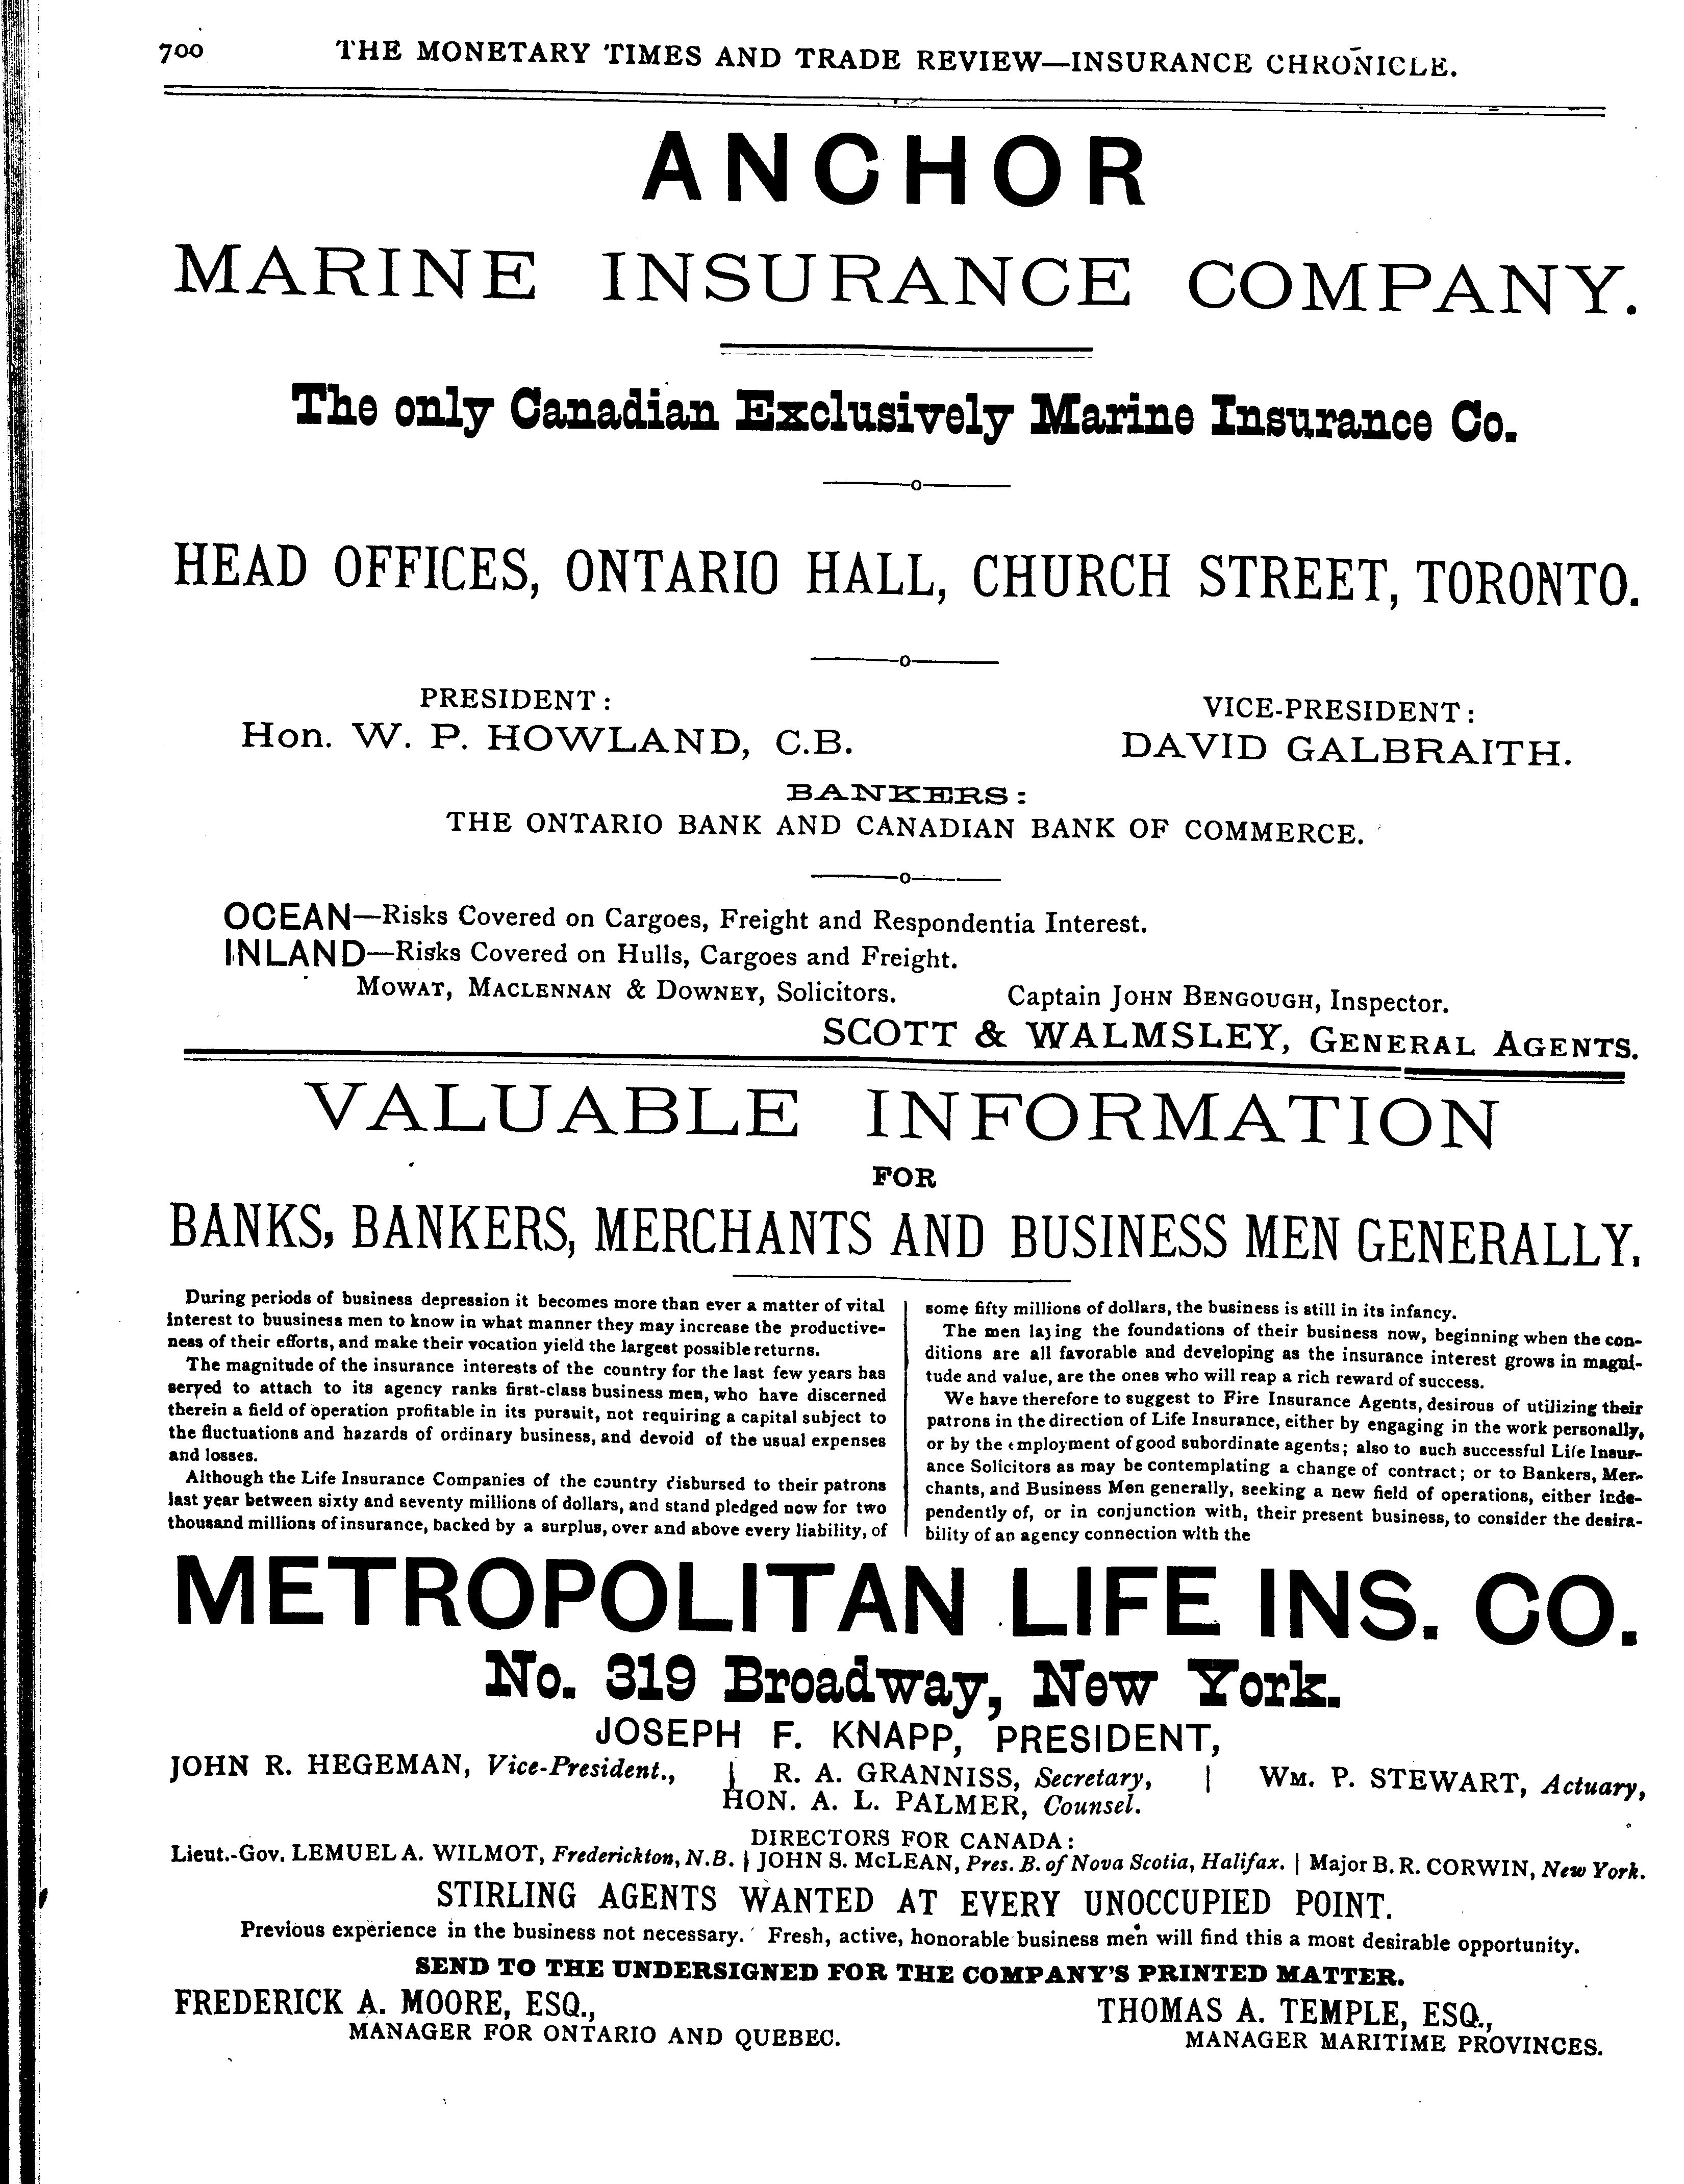 700 THE MONETARY TIMES AND TRADE REVIEW—INSURANCE CHRONICLE.
ANCHOR
MARINE INSURANCE COMPANY.
The only Canadian Exclusively Marine Insurance Co.
HEAD OFFICES, ONTARIO HALL, CHURCH STREET, TORONTO.
PRESIDENT: VICE-PRESIDENT:
Hon. W. P. HOWLAND, C.B. DAVID GALBRAITH.
BANKERS:
THE ONTARIO BANK AND CANADIAN BANK OF COMMERCE.
OCEAN—Risks Covered on Cargoes, Freight and Respondentia Interest.
INLAND—Risks Covered on Hulls, Cargoes and Freight.
MOWAT, MACLENNAN & DOWNEY, Solicitors. Captain JOHN BENGOUGH, Inspector.
SCOTT & WALMSLEY, GENERAL AGENTS.
VALUABLE INFORMATION
FOR
BANKS, BANKERS, MERCHANTS AND BUSINESS MEN GENERALLY.
During periods of business depression it becomes more than ever a matter of vital
interest to buusiness men to know in what manner they may increase the productive-
ness of their efforts, and make their vocation yield the largest possible returns.
The magnitude of the insurance interests of the country for the last few years has
served to attach to its agency ranks first-class business men, who have discerned
therein a field of operation profitable in its pursuit, not requiring a capital subject to
the fluctuations and hazards of ordinary business, and devoid of the usual expenses
and losses.
Although the Life Insurance Companies of the country disbursed to their patrons
last year between sixty and seventy millions of dollars, and stand pledged now for two
thousand millions of insurance, backed by a surplus, over and above every liability, of
some fifty millions of dollars, the business is still in its infancy.
The men laying the foundations of their business now, beginning when the con-
ditions are all favorable and developing as the insurance interest grows in magni-
tude and value, are the ones who will reap a rich reward of success.
We have therefore to suggest to Fire Insurance Agents, desirous of utilizing their
patrons in the direction of Life Insurance, either by engaging in the work personally,
or by the employment of good subordinate agents; also to such successful Life Insur-
ance Solicitors as may be contemplating a change of contract; or to Bankers, Mer-
chants, and Business Men generally, seeking a new field of operations, either inde-
pendently of, or in conjunction with, their present business, to consider the desira-
bility of an agency connection with the
METROPOLITAN LIFE INS. CO.
No. 319 Broadway, New York.
JOSEPH F. KNAPP, PRESIDENT,
JOHN R. HEGEMAN, Vice-President., | R. A. GRANNISS, Secretary, | WM. P. STEWART, Actuary,
HON. A. L. PALMER, Counsel.
DIRECTORS FOR CANADA:
Lieut.-Gov. LEMUEL A. WILMOT, Frederickton, N.B. | JOHN S. McLEAN, Pres. B. of Nova Scotia, Halifax. | Major B. R. CORWIN, New York.
STIRLING AGENTS WANTED AT EVERY UNOCCUPIED POINT.
Previous experience in the business not necessary. Fresh, active, honorable business men will find this a most desirable opportunity.
SEND TO THE UNDERSIGNED FOR THE COMPANY'S PRINTED MATTER.
FREDERICK A. MOORE, ESQ., THOMAS A. TEMPLE, ESQ.,
MANAGER FOR ONTARIO AND QUEBEC. MANAGER MARITIME PROVINCES.